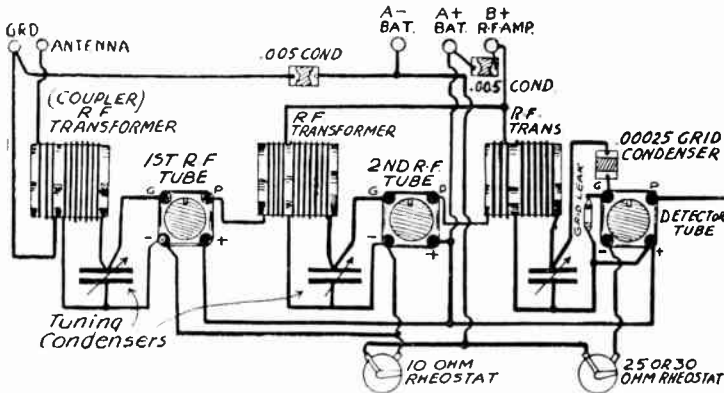 GRD
ANTENNA
A-
BAT.
A+
BAT.
B+
R.F. AMP.
.005 COND
.005 COND
(COUPLER)
R F
TRANSFORMER
1ST R F
TUBE
R F
TRANSFORMER
2ND R.F.
TUBE
R.F.
TRANS
.00025 GRID
CONDENSER
G
P
G
P
G
P
GRID LEAK
DETECTOR
TUBE
-
+
-
+
-
+
Tuning
Condensers
10 OHM
RHEOSTAT
25 OR 30
OHM RHEOSTAT